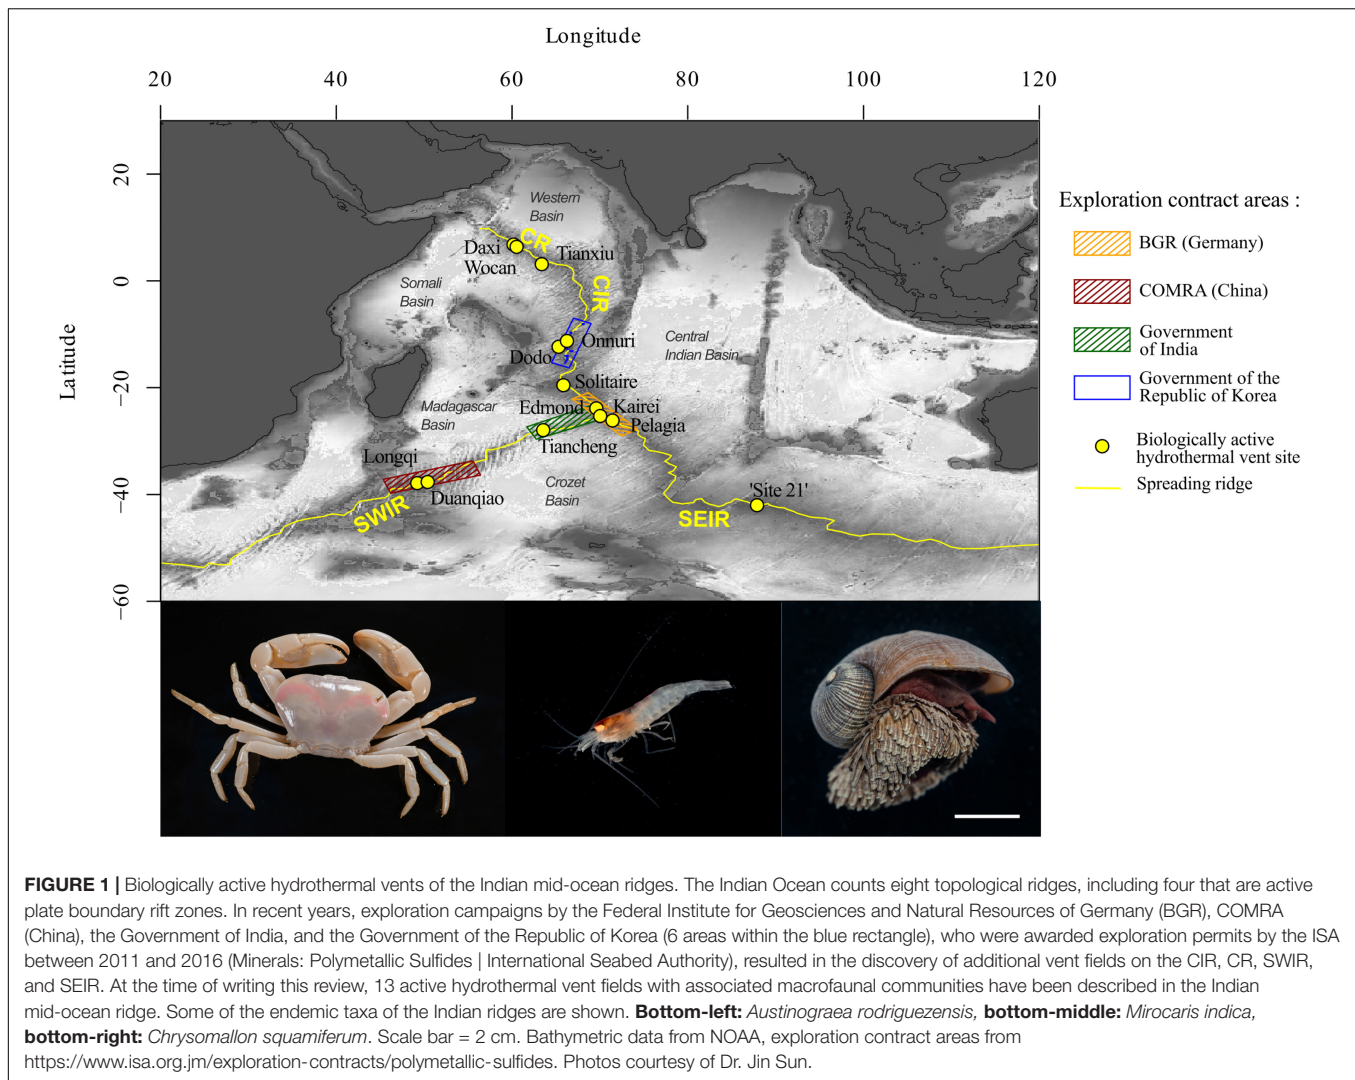 Longitude
20 40 60 80 100 120
Latitude
20
0
−20
−40
−60
Western
Basin
CR
Daxi
Wocan
Tianxiu
Somali
Basin
CIR
Onnuri
Dodo
Central
Indian Basin
Solitaire
Madagascar
Basin
Edmond
Kairei
Pelagia
Tiancheng
Longqi
Duanqiao
Crozet
Basin
SWIR
SEIR
'Site 21'
Exploration contract areas :
BGR (Germany)
COMRA (China)
Government
of India
Government of the
Republic of Korea
Biologically active
hydrothermal vent site
Spreading ridge
FIGURE 1 | Biologically active hydrothermal vents of the Indian mid-ocean ridges. The Indian Ocean counts eight topological ridges, including four that are active
plate boundary rift zones. In recent years, exploration campaigns by the Federal Institute for Geosciences and Natural Resources of Germany (BGR), COMRA
(China), the Government of India, and the Government of the Republic of Korea (6 areas within the blue rectangle), who were awarded exploration permits by the ISA
between 2011 and 2016 (Minerals: Polymetallic Sulfides | International Seabed Authority), resulted in the discovery of additional vent fields on the CIR, CR, SWIR,
and SEIR. At the time of writing this review, 13 active hydrothermal vent fields with associated macrofaunal communities have been described in the Indian
mid-ocean ridge. Some of the endemic taxa of the Indian ridges are shown. Bottom-left: Austinograea rodriguezensis, bottom-middle: Mirocaris indica,
bottom-right: Chrysomallon squamiferum. Scale bar = 2 cm. Bathymetric data from NOAA, exploration contract areas from
https://www.isa.org.jm/exploration-contracts/polymetallic-sulfides. Photos courtesy of Dr. Jin Sun.